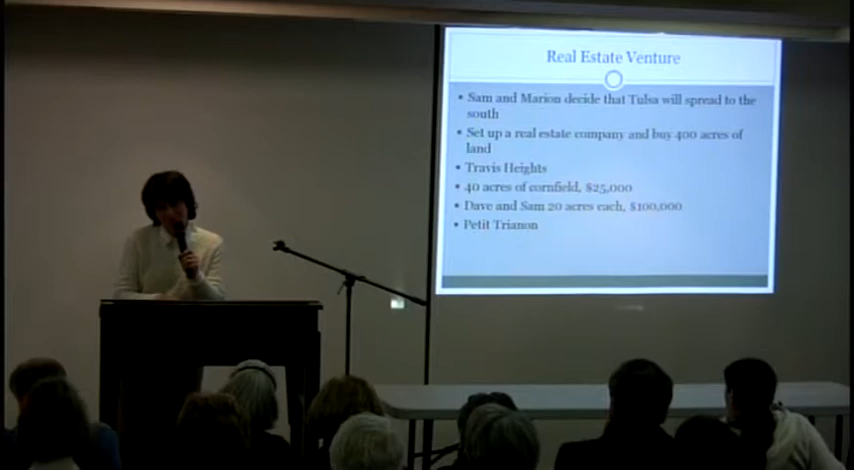 Real Estate Venture
• Sam and Marion decide that Tulsa will spread to the
south
• Set up a real estate company and buy 400 acres of
land
• Travis Heights
• 40 acres of cornfield, $25,000
• Dave and Sam 20 acres each, $100,000
• Petit Trianon